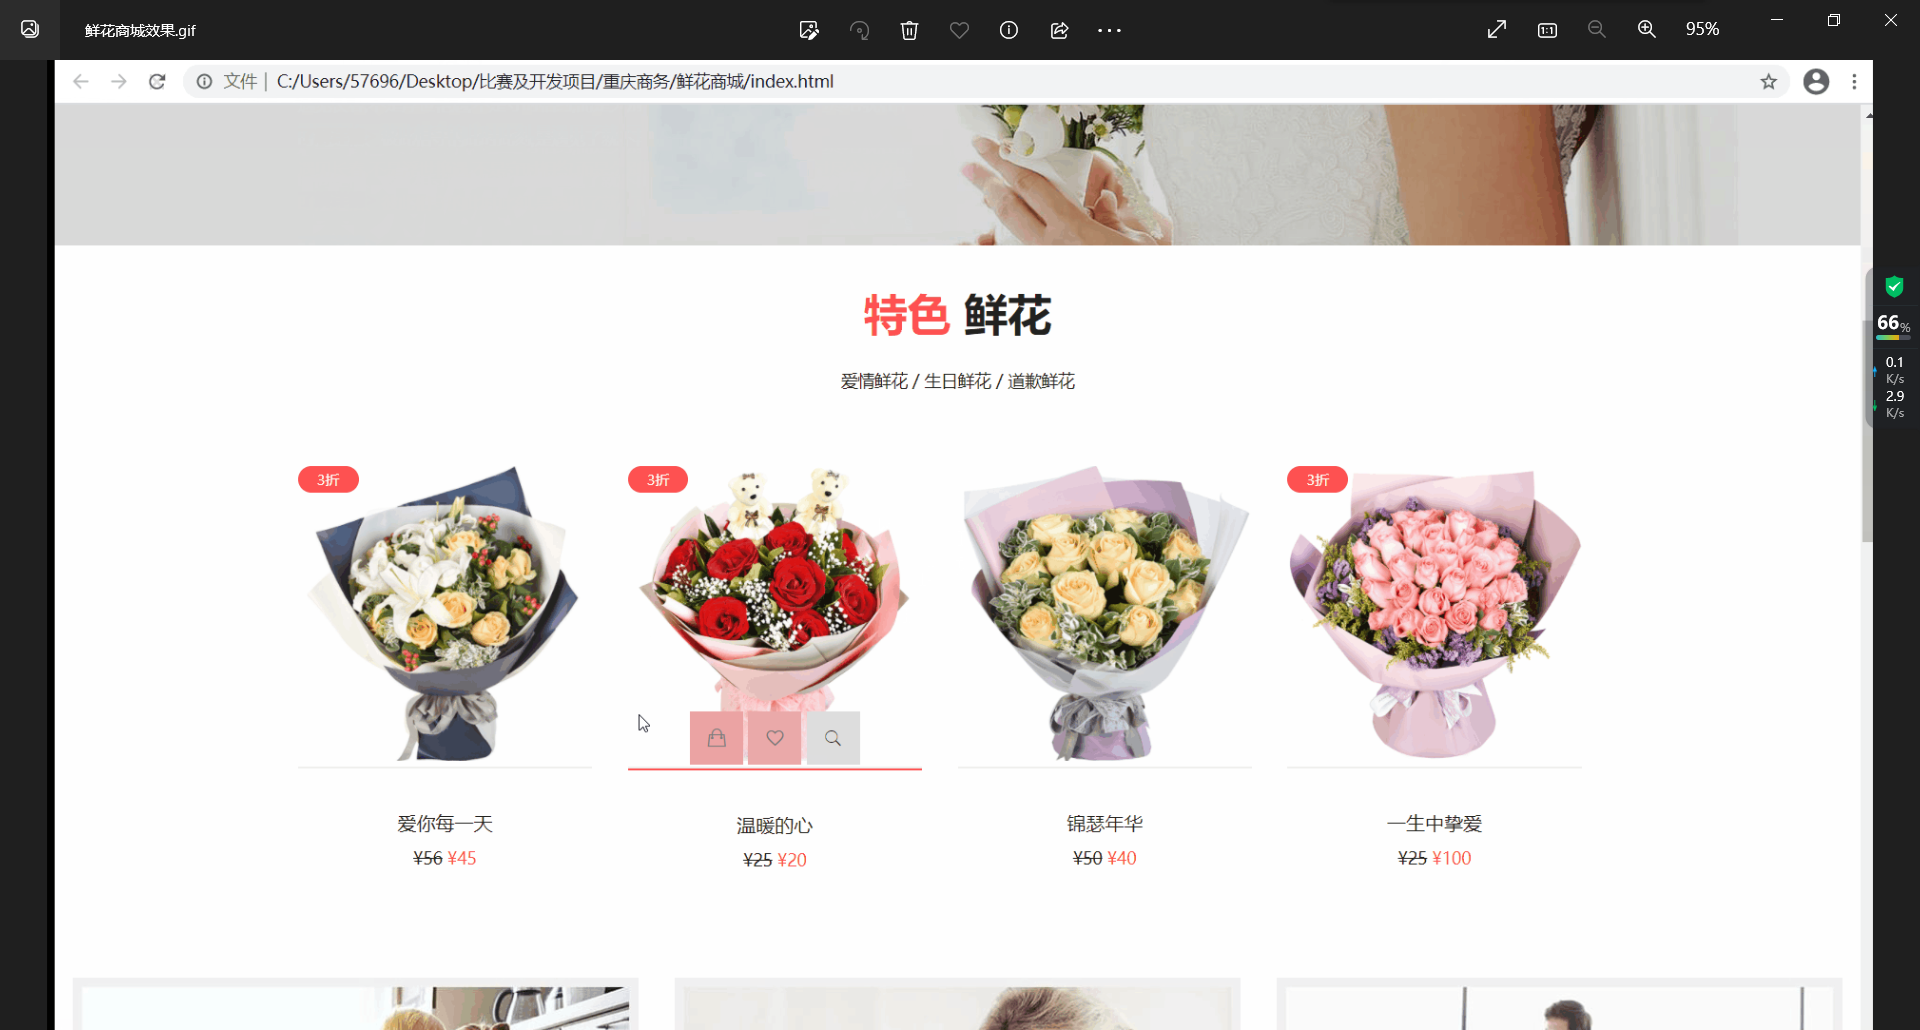 鲜花商城效果.gif
95%
文件 | C:/Users/57696/Desktop/比赛及开发项目/重庆商务/鲜花商城/index.html
66%
0.1
K/s
2.9
K/s
特色 鲜花
爱情鲜花 / 生日鲜花 / 道歉鲜花
3折
3折
3折
爱你每一天
¥56 ¥45
温暖的心
¥25 ¥20
锦瑟年华
¥50 ¥40
一生中挚爱
¥25 ¥100